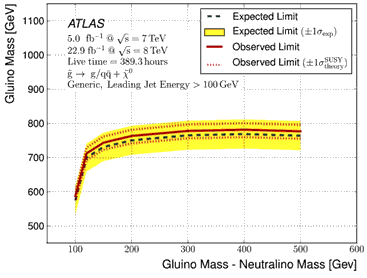 ATLAS
5.0 fb⁻¹ @ √s = 7 TeV
22.9 fb⁻¹ @ √s = 8 TeV
Live time = 389.3 hours
g̃ → g/qq̄ + χ̃⁰
Generic, Leading Jet Energy > 100 GeV
Expected Limit
Expected Limit (±1σexp)
Observed Limit
Observed Limit (±1σ^SUSY_theory)
Gluino Mass [GeV]
1100
1000
900
800
700
600
500
100 200 300 400 500 600
Gluino Mass - Neutralino Mass [Gev]